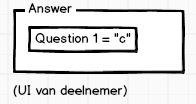 Answer
Question 1 = "c"
(UI van deelnemer)